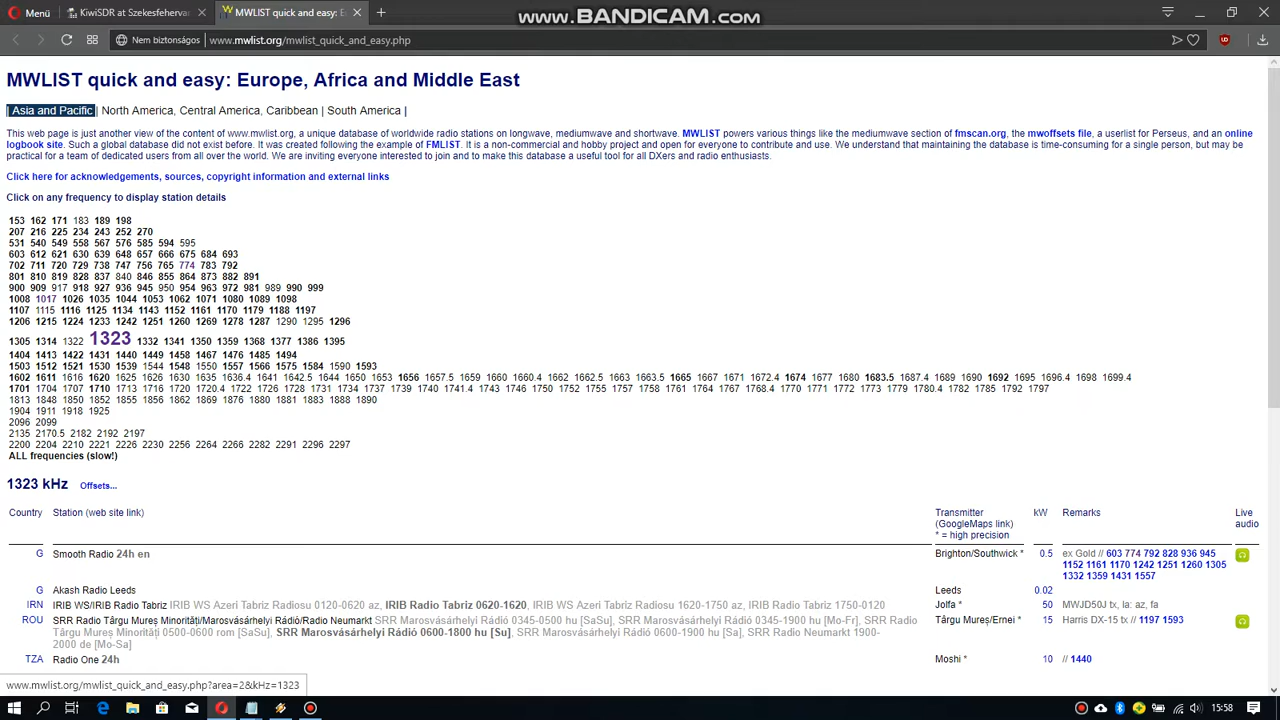 www.BANDICAM.com
Menü
KiwiSDR at Szekesfehervar
MWLIST quick and easy: E
Nem biztonságos
www.mwlist.org/mwlist_quick_and_easy.php
MWLIST quick and easy: Europe, Africa and Middle East
| Asia and Pacific | North America, Central America, Caribbean | South America |
This web page is just another view of the content of www.mwlist.org, a unique database of worldwide radio stations on longwave, mediumwave and shortwave. MWLIST powers various things like the mediumwave section of fmscan.org, the mwoffsets file, a userlist for Perseus, and an online
logbook site. Such a global database did not exist before. It was created following the example of FMLIST. It is a non-commercial and hobby project and open for everyone to contribute and use. We understand that maintaining the database is time-consuming for a single person, but may be
practical for a team of dedicated users from all over the world. We are inviting everyone interested to join and to make this database a useful tool for all DXers and radio enthusiasts.
Click here for acknowledgements, sources, copyright information and external links
Click on any frequency to display station details
153 162 171 183 189 198
207 216 225 234 243 252 270
531 540 549 558 567 576 585 594 595
603 612 621 630 639 648 657 666 675 684 693
702 711 720 729 738 747 756 765 774 783 792
801 810 819 828 837 840 846 855 864 873 882 891
900 909 917 918 927 936 945 950 954 963 972 981 989 990 999
1008 1017 1026 1035 1044 1053 1062 1071 1080 1089 1098
1107 1115 1116 1125 1134 1143 1152 1161 1170 1179 1188 1197
1206 1215 1224 1233 1242 1251 1260 1269 1278 1287 1290 1295 1296
1305 1314 1322 1323 1332 1341 1350 1359 1368 1377 1386 1395
1404 1413 1422 1431 1440 1449 1458 1467 1476 1485 1494
1503 1512 1521 1530 1539 1544 1548 1550 1557 1566 1575 1584 1590 1593
1602 1611 1616 1620 1625 1626 1630 1635 1636.4 1641 1642.5 1644 1650 1653 1656 1657.5 1659 1660 1660.4 1662 1662.5 1663 1663.5 1665 1667 1671 1672.4 1674 1677 1680 1683.5 1687.4 1689 1690 1692 1695 1696.4 1698 1699.4
1701 1704 1707 1710 1713 1716 1720 1720.4 1722 1726 1728 1731 1734 1737 1739 1740 1741.4 1743 1746 1750 1752 1755 1756 1758 1761 1764 1767 1768.4 1770 1771 1772 1773 1779 1780.4 1782 1785 1792 1797
1813 1848 1850 1852 1855 1856 1862 1869 1876 1880 1881 1883 1888 1890
1904 1911 1918 1925
2096 2099
2135 2170.5 2182 2192 2197
2200 2204 2210 2221 2226 2230 2256 2264 2266 2282 2291 2296 2297
ALL frequencies (slow!)
1323 kHz Offsets...
Country Station (web site link) Transmitter kW Remarks Live
(GoogleMaps link) audio
* = high precision
G Smooth Radio 24h en Brighton/Southwick * 0.5 ex Gold // 603 774 792 828 936 945
1152 1161 1170 1242 1251 1260 1305
1332 1359 1431 1557
G Akash Radio Leeds Leeds 0.02
IRN IRIB WS/IRIB Radio Tabriz IRIB WS Azeri Tabriz Radiosu 0120-0620 az, IRIB Radio Tabriz 0620-1620, IRIB WS Azeri Tabriz Radiosu 1620-1750 az, IRIB Radio Tabriz 1750-0120 Jolfa * 50 MWJD50J tx, la: az, fa
ROU SRR Radio Târgu Mureș Minorități/Marosvásárhelyi Rádió/Radio Neumarkt SRR Marosvásárhelyi Rádió 0345-0500 hu [SaSu], SRR Marosvásárhelyi Rádió 0345-1900 hu [Mo-Fr], SRR Radio Târgu Mureș/Ernei * 15 Harris DX-15 tx // 1197 1593
Târgu Mureș Minorități 0500-0600 rom [SaSu], SRR Marosvásárhelyi Rádió 0600-1800 hu [Su], SRR Marosvásárhelyi Rádió 0600-1900 hu [Sa], SRR Radio Neumarkt 1900-
2000 de [Mo-Sa]
TZA Radio One 24h Moshi * 10 // 1440
www.mwlist.org/mwlist_quick_and_easy.php?area=2&kHz=1323
15:58